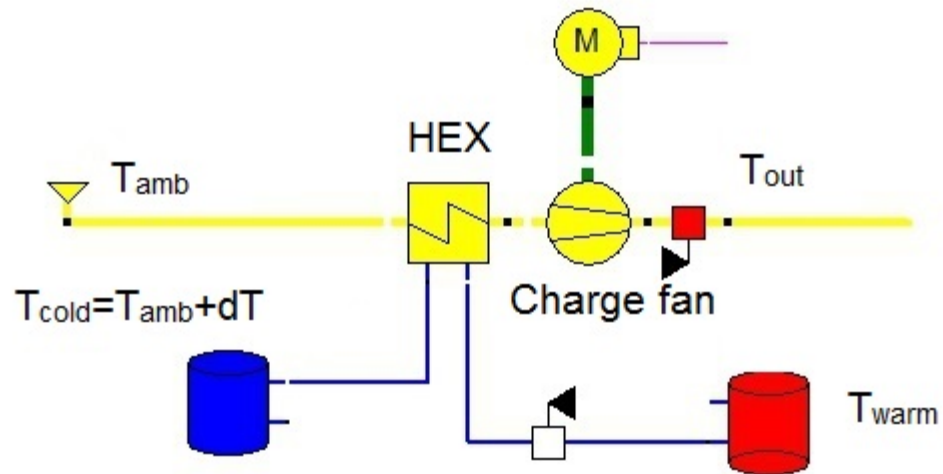 M
HEX
Tamb
Tout
Tcold=Tamb+dT
Charge fan
Twarm